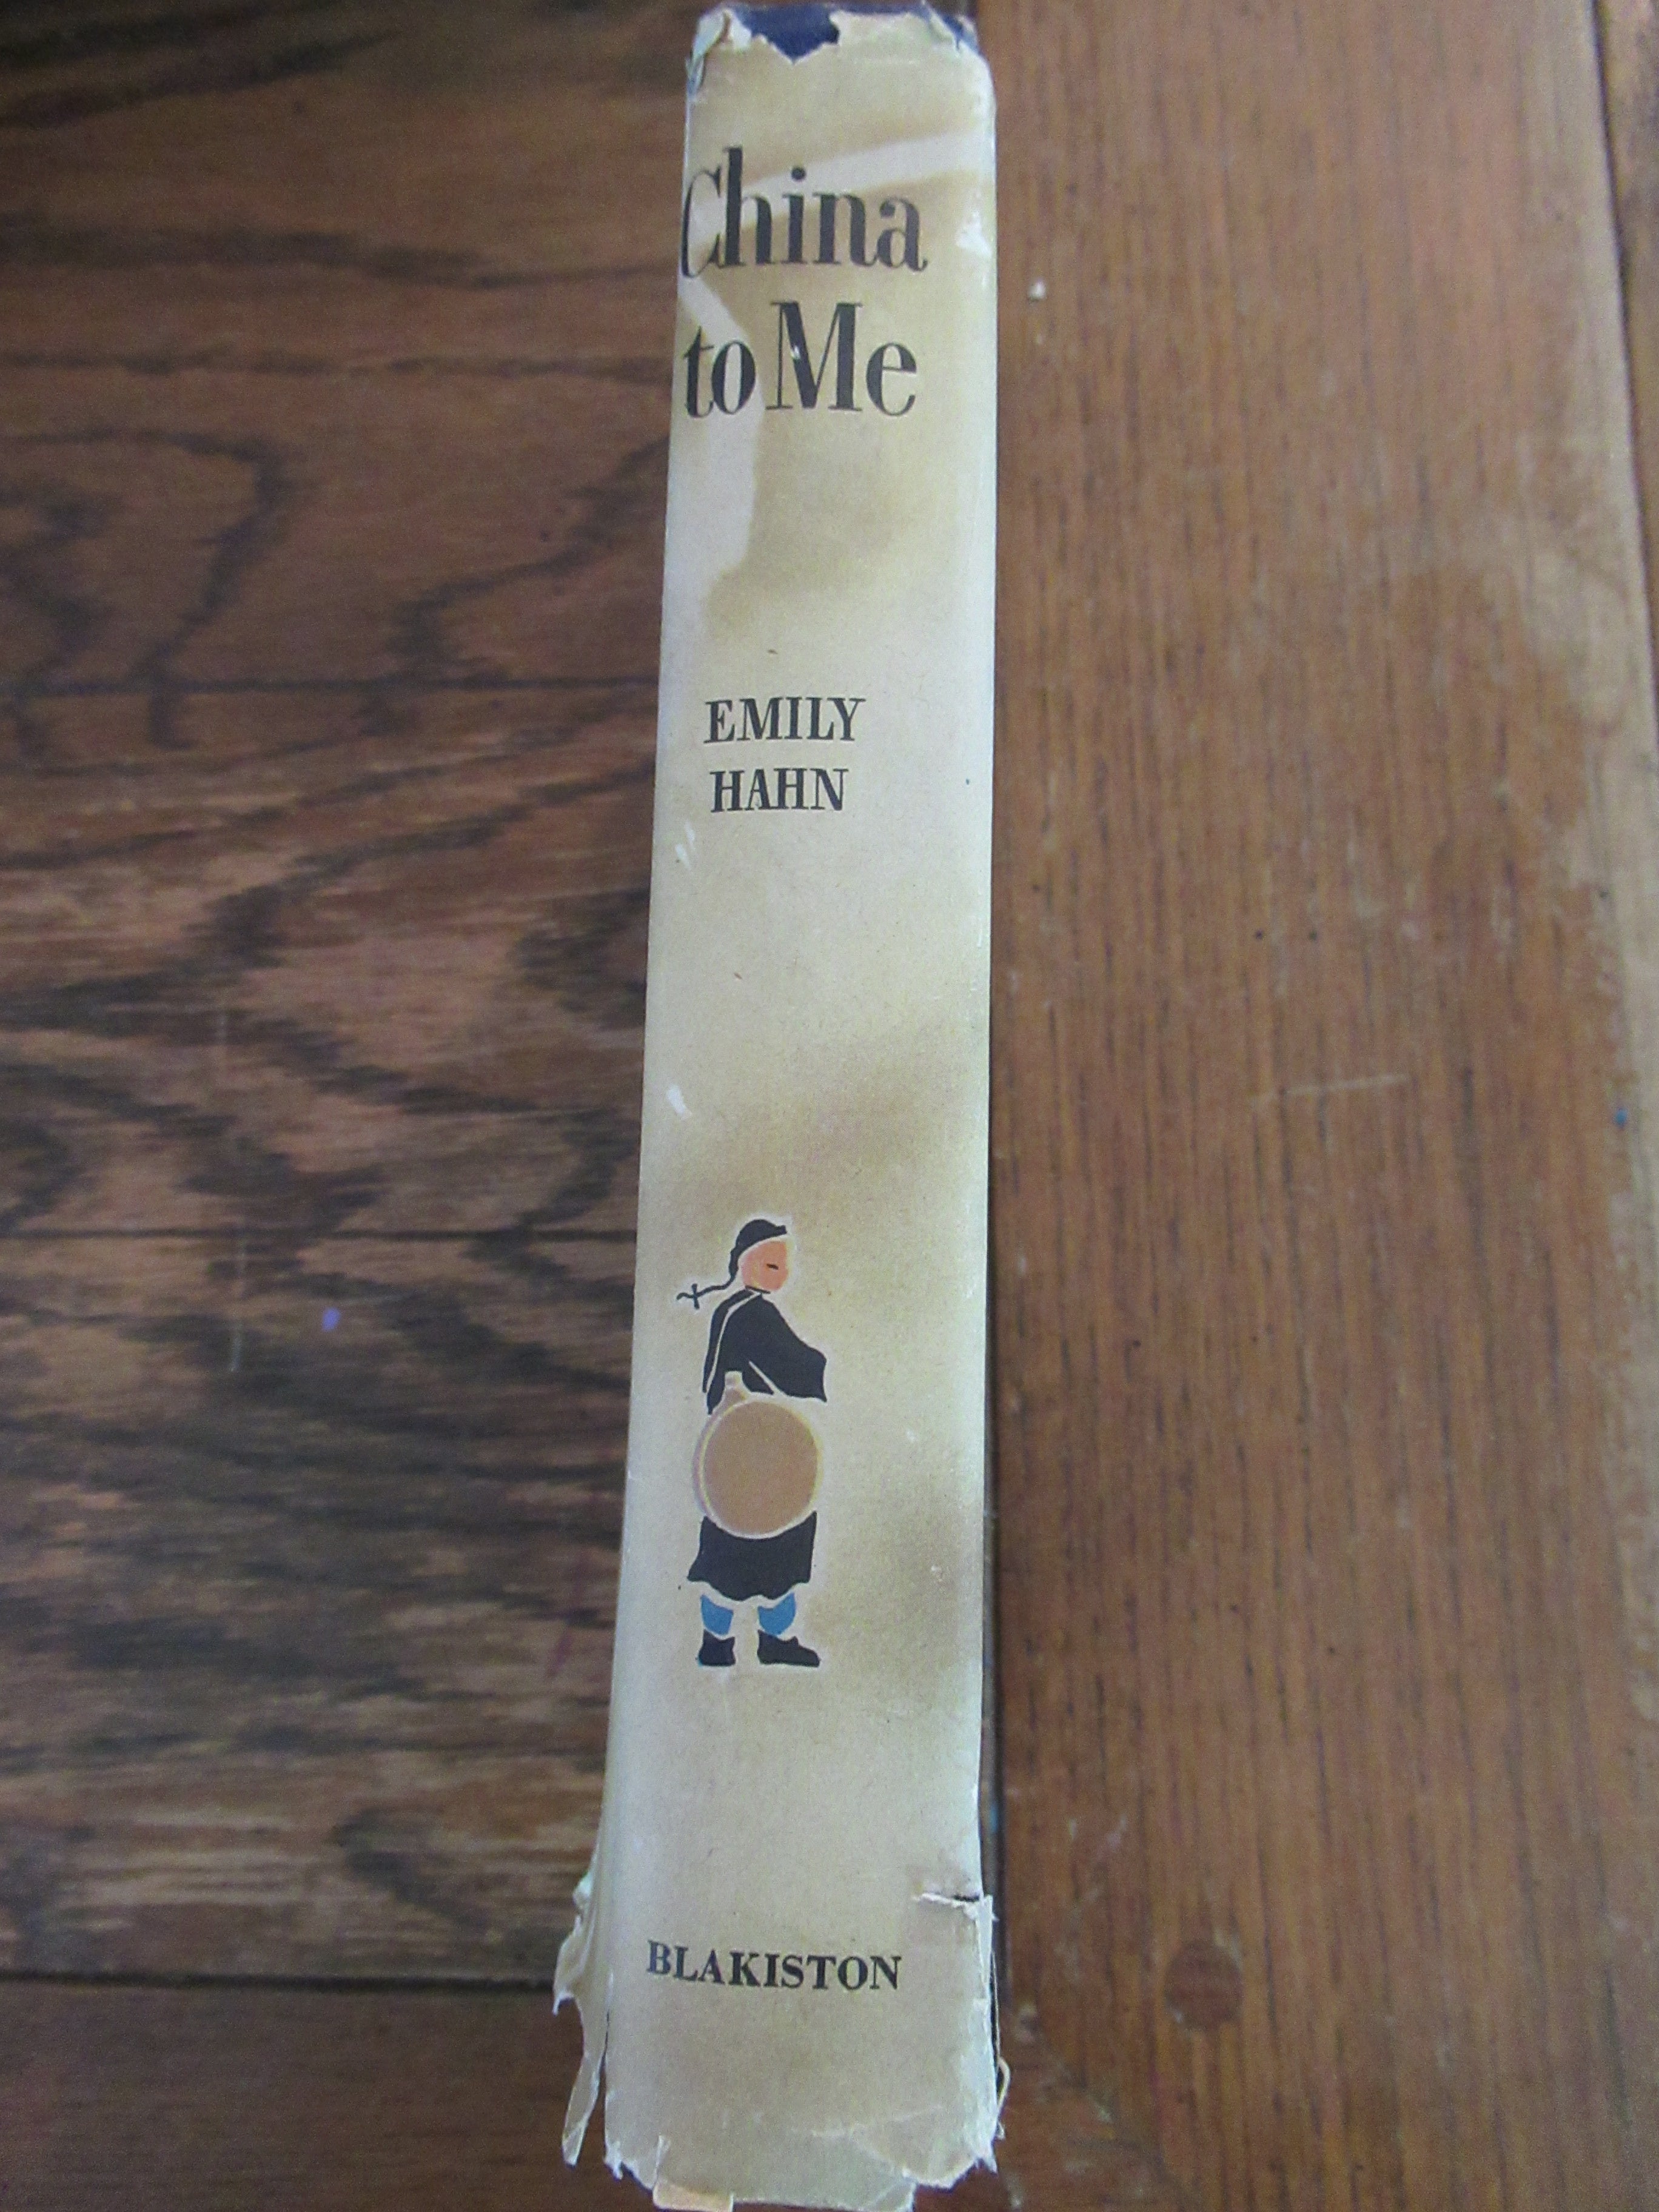 China
to Me
EMILY
HAHN
BLAKISTON